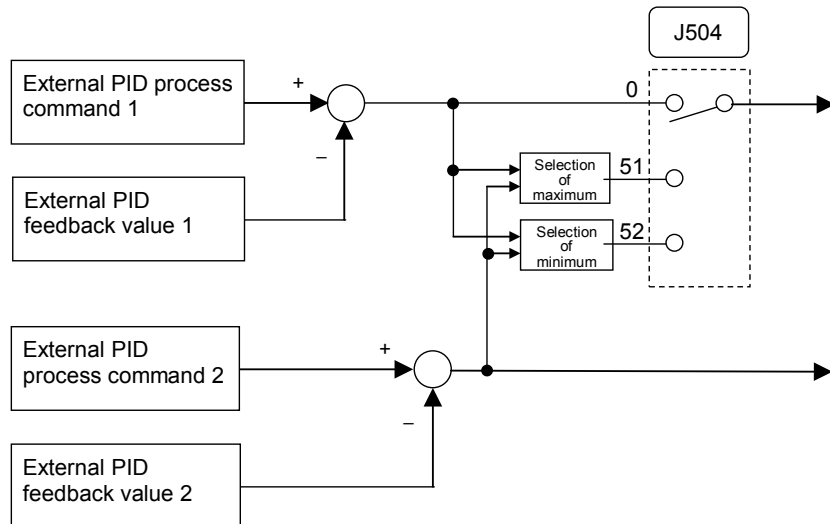 J504
External PID process
command 1
+
−
0
External PID
feedback value 1
Selection
of
maximum
51
Selection
of
minimum
52
External PID
process command 2
+
−
External PID
feedback value 2